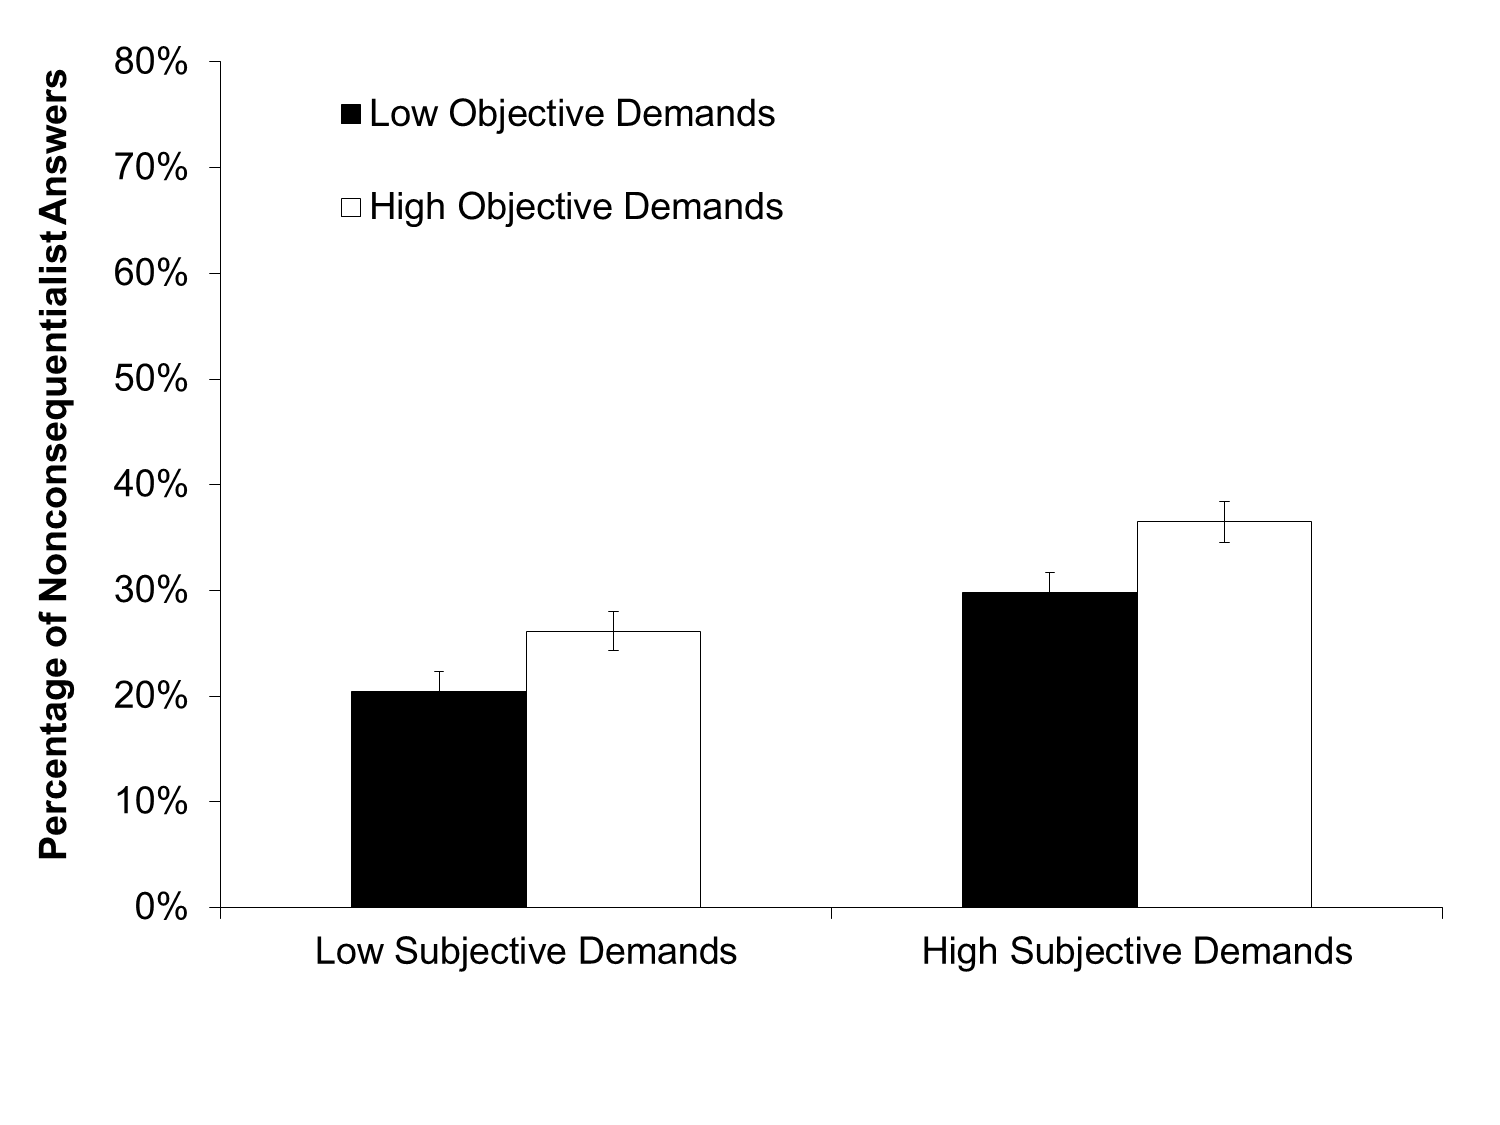 Percentage of Nonconsequentialist Answers
80%
70%
60%
50%
40%
30%
20%
10%
0%
Low Objective Demands
High Objective Demands
Low Subjective Demands
High Subjective Demands